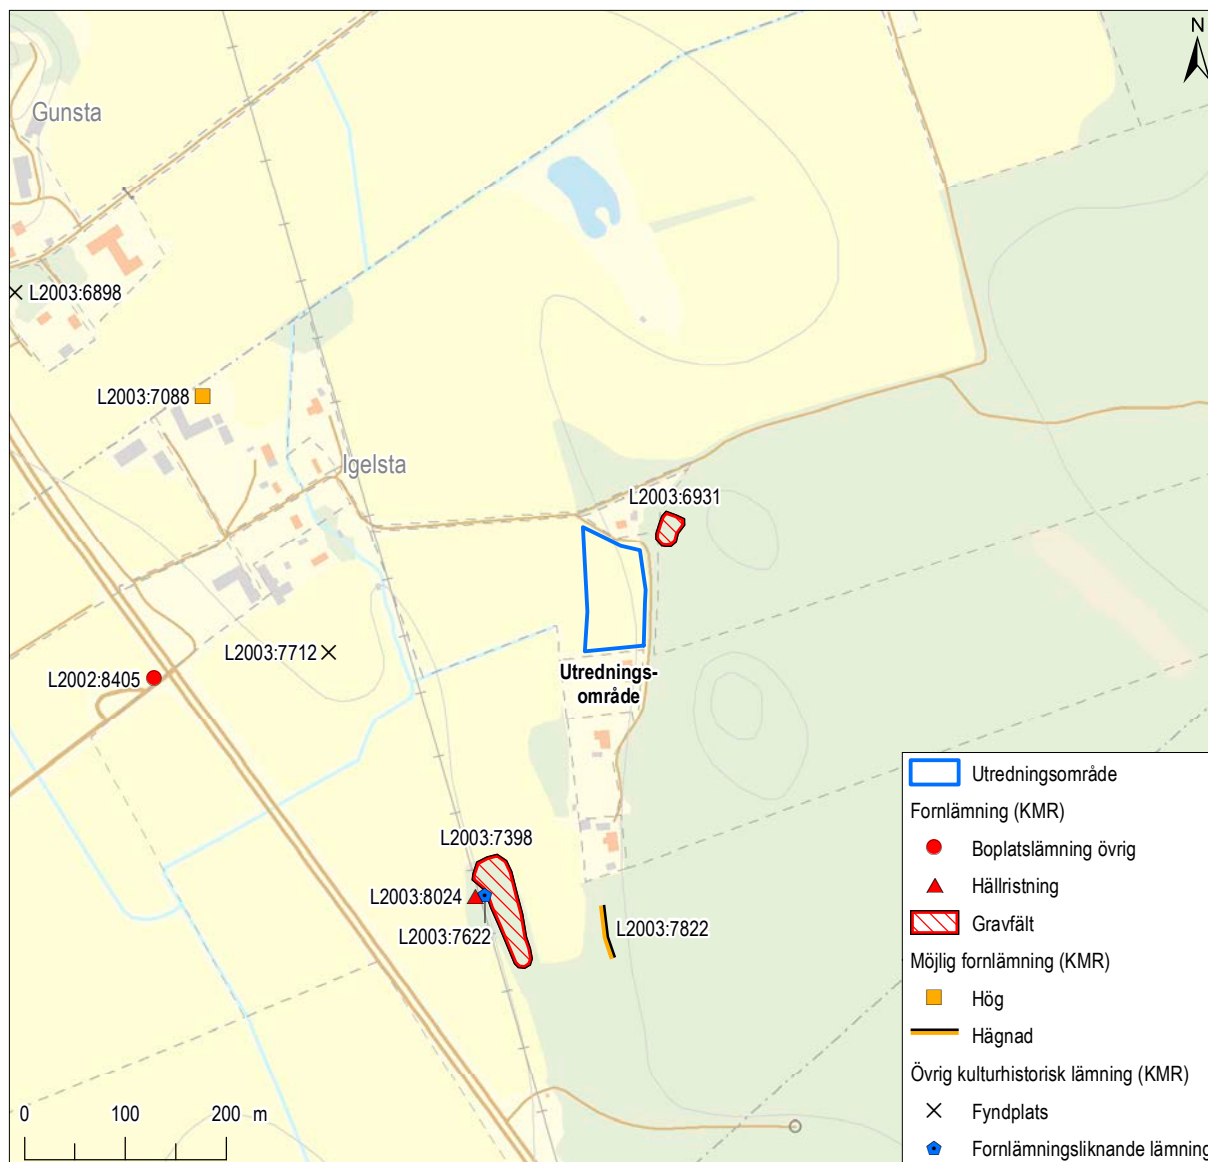 N
Gunsta
L2003:6898
L2003:7088
Igelsta
L2003:6931
L2003:7712
L2002:8405
Utrednings-
område
L2003:7398
L2003:8024
L2003:7622
L2003:7822
Utredningsområde
Fornlämning (KMR)
Boplatslämning övrig
Hällristning
Gravfält
Möjlig fornlämning (KMR)
Hög
Hägnad
Övrig kulturhistorisk lämning (KMR)
Fyndplats
Fornlämningsliknande lämning
0 100 200 m